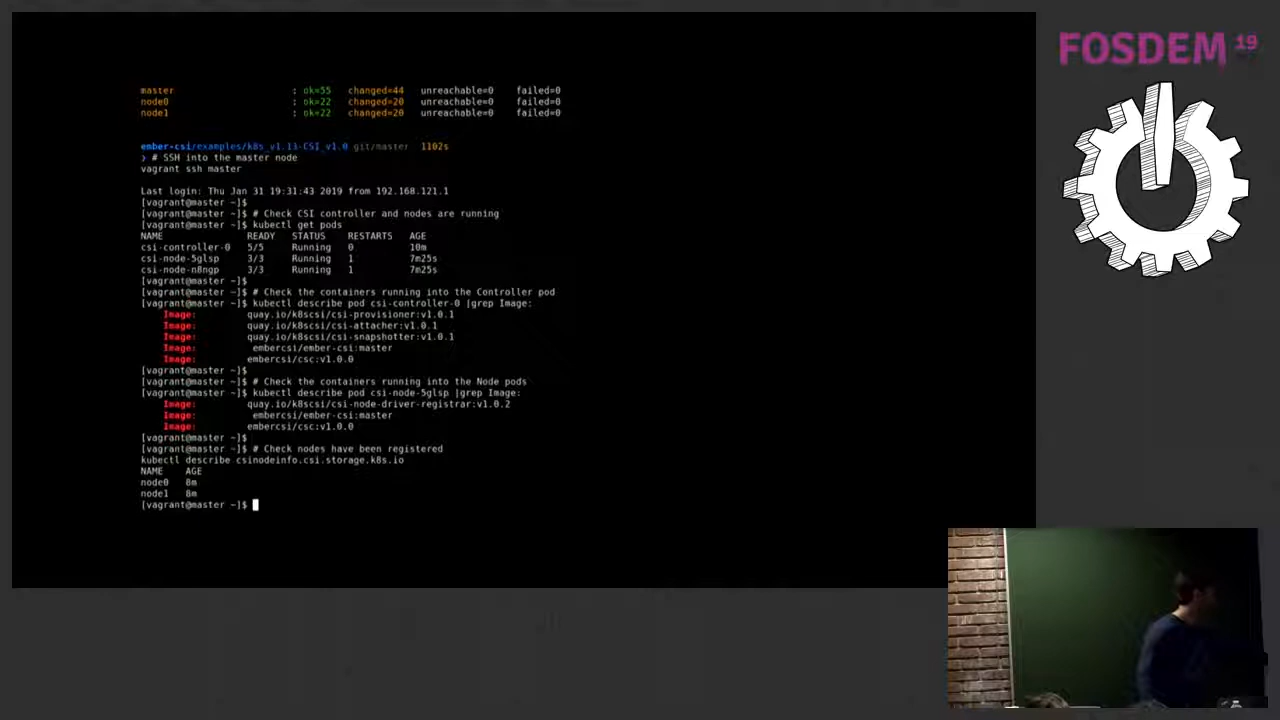 FOSDEM 19
master : ok=55 changed=44 unreachable=0 failed=0
node0 : ok=22 changed=20 unreachable=0 failed=0
node1 : ok=22 changed=20 unreachable=0 failed=0
ember-csi/examples/k8s_v1.13-CSI_v1.0 git/master 1102s
❯ # SSH into the master node
vagrant ssh master
Last login: Thu Jan 31 19:31:43 2019 from 192.168.121.1
[vagrant@master ~]$
[vagrant@master ~]$ # Check CSI controller and nodes are running
[vagrant@master ~]$ kubectl get pods
NAME READY STATUS RESTARTS AGE
csi-controller-0 5/5 Running 0 10m
csi-node-5glsp 3/3 Running 1 7m25s
csi-node-n8ngp 3/3 Running 1 7m25s
[vagrant@master ~]$
[vagrant@master ~]$ # Check the containers running into the Controller pod
[vagrant@master ~]$ kubectl describe pod csi-controller-0 |grep Image:
Image: quay.io/k8scsi/csi-provisioner:v1.0.1
Image: quay.io/k8scsi/csi-attacher:v1.0.1
Image: quay.io/k8scsi/csi-snapshotter:v1.0.1
Image: embercsi/ember-csi:master
Image: embercsi/csc:v1.0.0
[vagrant@master ~]$
[vagrant@master ~]$ # Check the containers running into the Node pods
[vagrant@master ~]$ kubectl describe pod csi-node-5glsp |grep Image:
Image: quay.io/k8scsi/csi-node-driver-registrar:v1.0.2
Image: embercsi/ember-csi:master
Image: embercsi/csc:v1.0.0
[vagrant@master ~]$
[vagrant@master ~]$ # Check nodes have been registered
kubectl describe csinodeinfo.csi.storage.k8s.io
NAME AGE
node0 8m
node1 8m
[vagrant@master ~]$